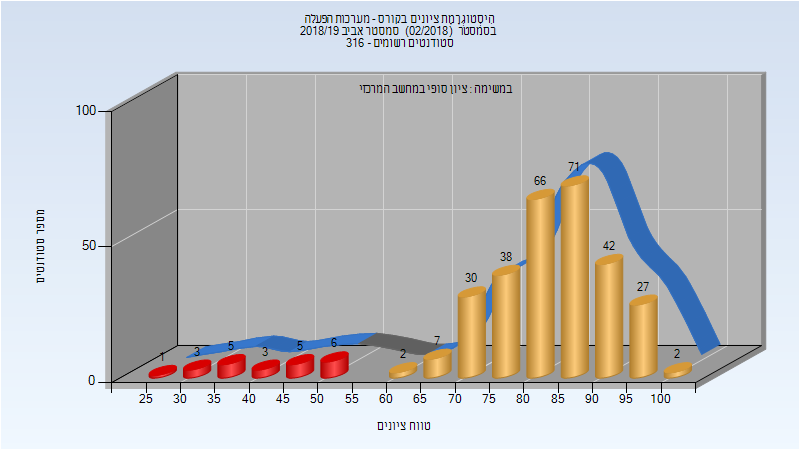 היסטוגרמת ציונים בקורס - מערכות הפעלה
בסמסטר (02/2018) סמסטר אביב 2018/19
סטודנטים רשומים - 316
במשימה : ציון סופי במחשב המרכזי
100
50
0
מספר סטודנטים
1 3 5 3 5 6 2 7 30 38 66 71 42 27 2
25 30 35 40 45 50 55 60 65 70 75 80 85 90 95 100
טווח ציונים